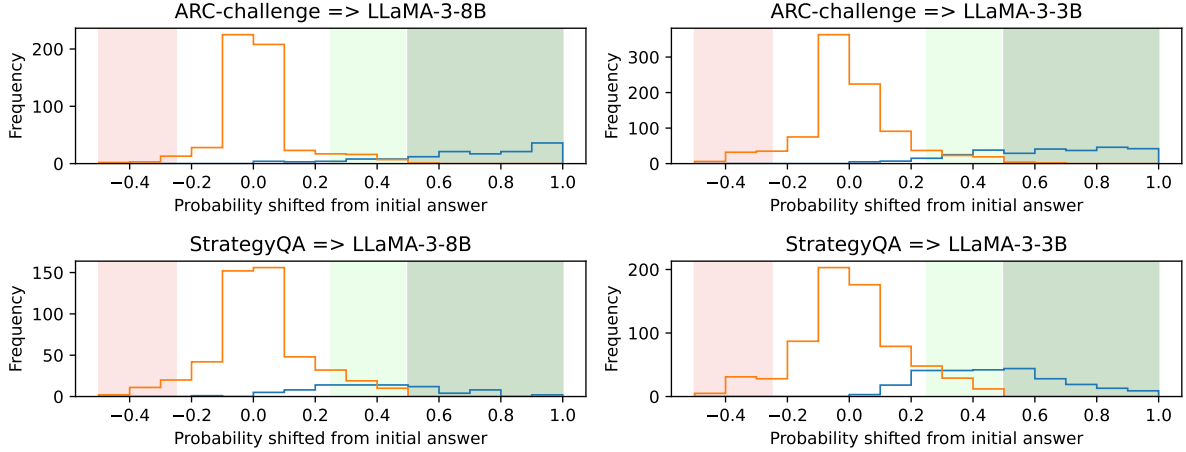 ARC-challenge => LLaMA-3-8B
Frequency
200
100
0
−0.4 −0.2 0.0 0.2 0.4 0.6 0.8 1.0
Probability shifted from initial answer
ARC-challenge => LLaMA-3-3B
Frequency
300
200
100
0
−0.4 −0.2 0.0 0.2 0.4 0.6 0.8 1.0
Probability shifted from initial answer
StrategyQA => LLaMA-3-8B
Frequency
150
100
50
0
−0.4 −0.2 0.0 0.2 0.4 0.6 0.8 1.0
Probability shifted from initial answer
StrategyQA => LLaMA-3-3B
Frequency
200
100
0
−0.4 −0.2 0.0 0.2 0.4 0.6 0.8 1.0
Probability shifted from initial answer